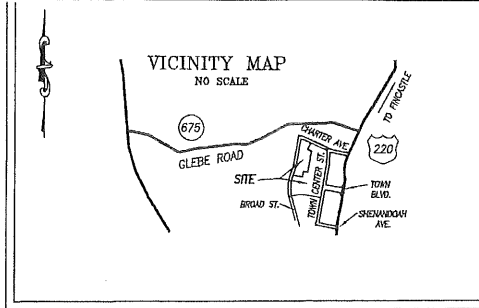 VICINITY MAP
NO SCALE
TO FINCASTLE
675
CHARTER AVE.
220
GLEBE ROAD
SITE
TOWN CENTER ST.
TOWN
BLVD.
BROAD ST.
SHENANDOAH
AVE.